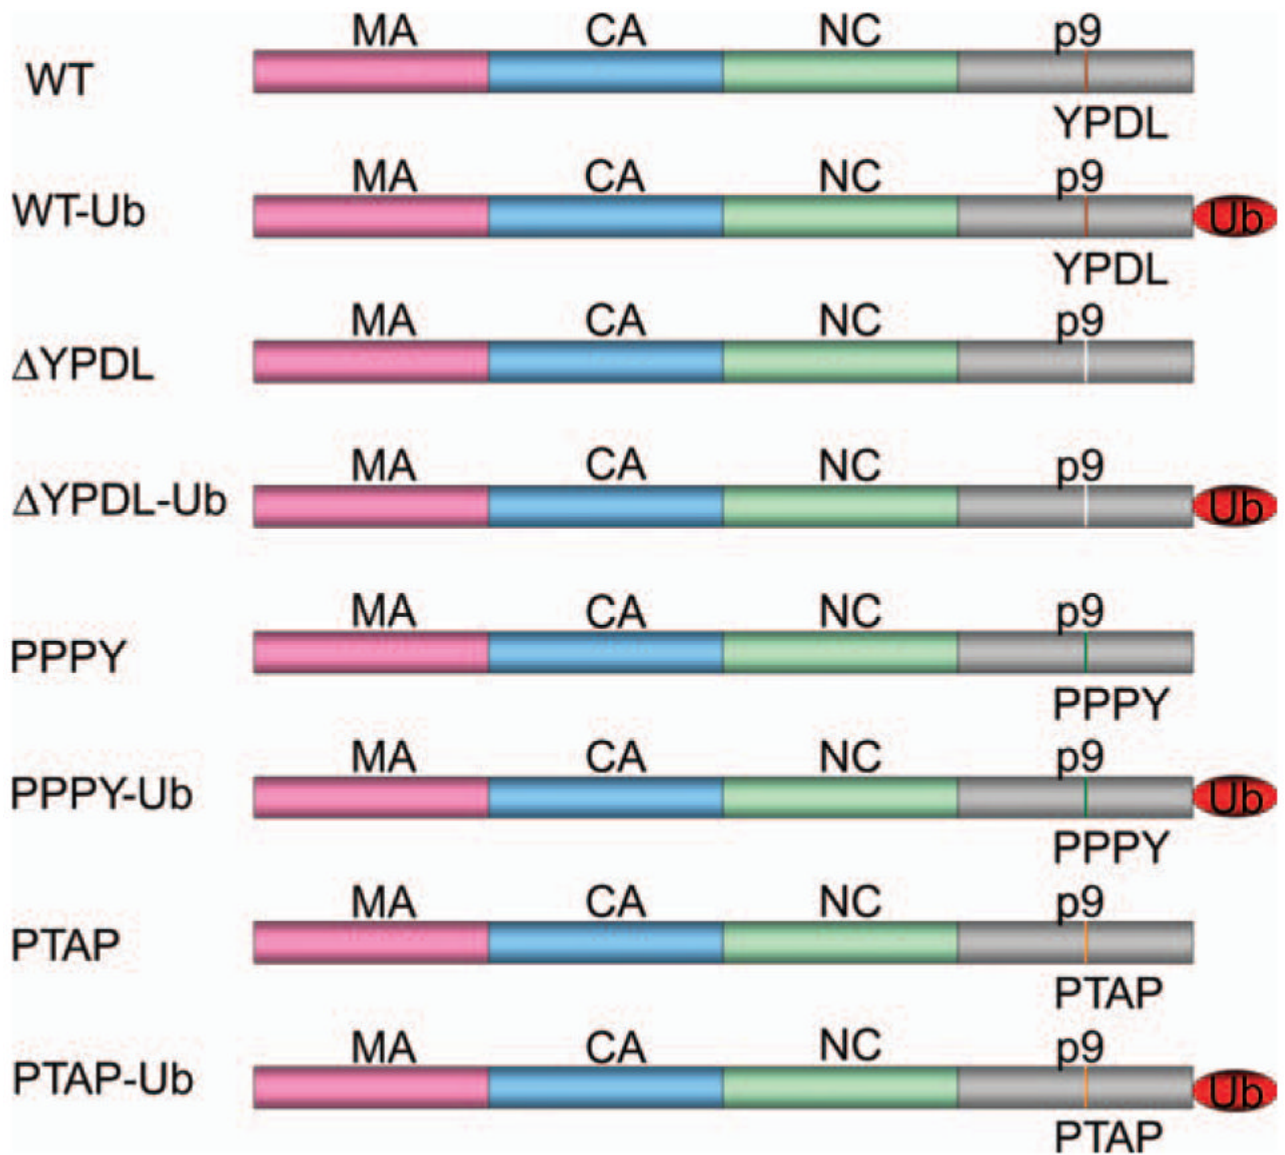 MA CA NC p9
WT
YPDL
MA CA NC p9
WT-Ub Ub
YPDL
MA CA NC p9
ΔYPDL
MA CA NC p9
ΔYPDL-Ub Ub
MA CA NC p9
PPPY
PPPY
MA CA NC p9
PPPY-Ub Ub
PPPY
MA CA NC p9
PTAP
PTAP
MA CA NC p9
PTAP-Ub Ub
PTAP